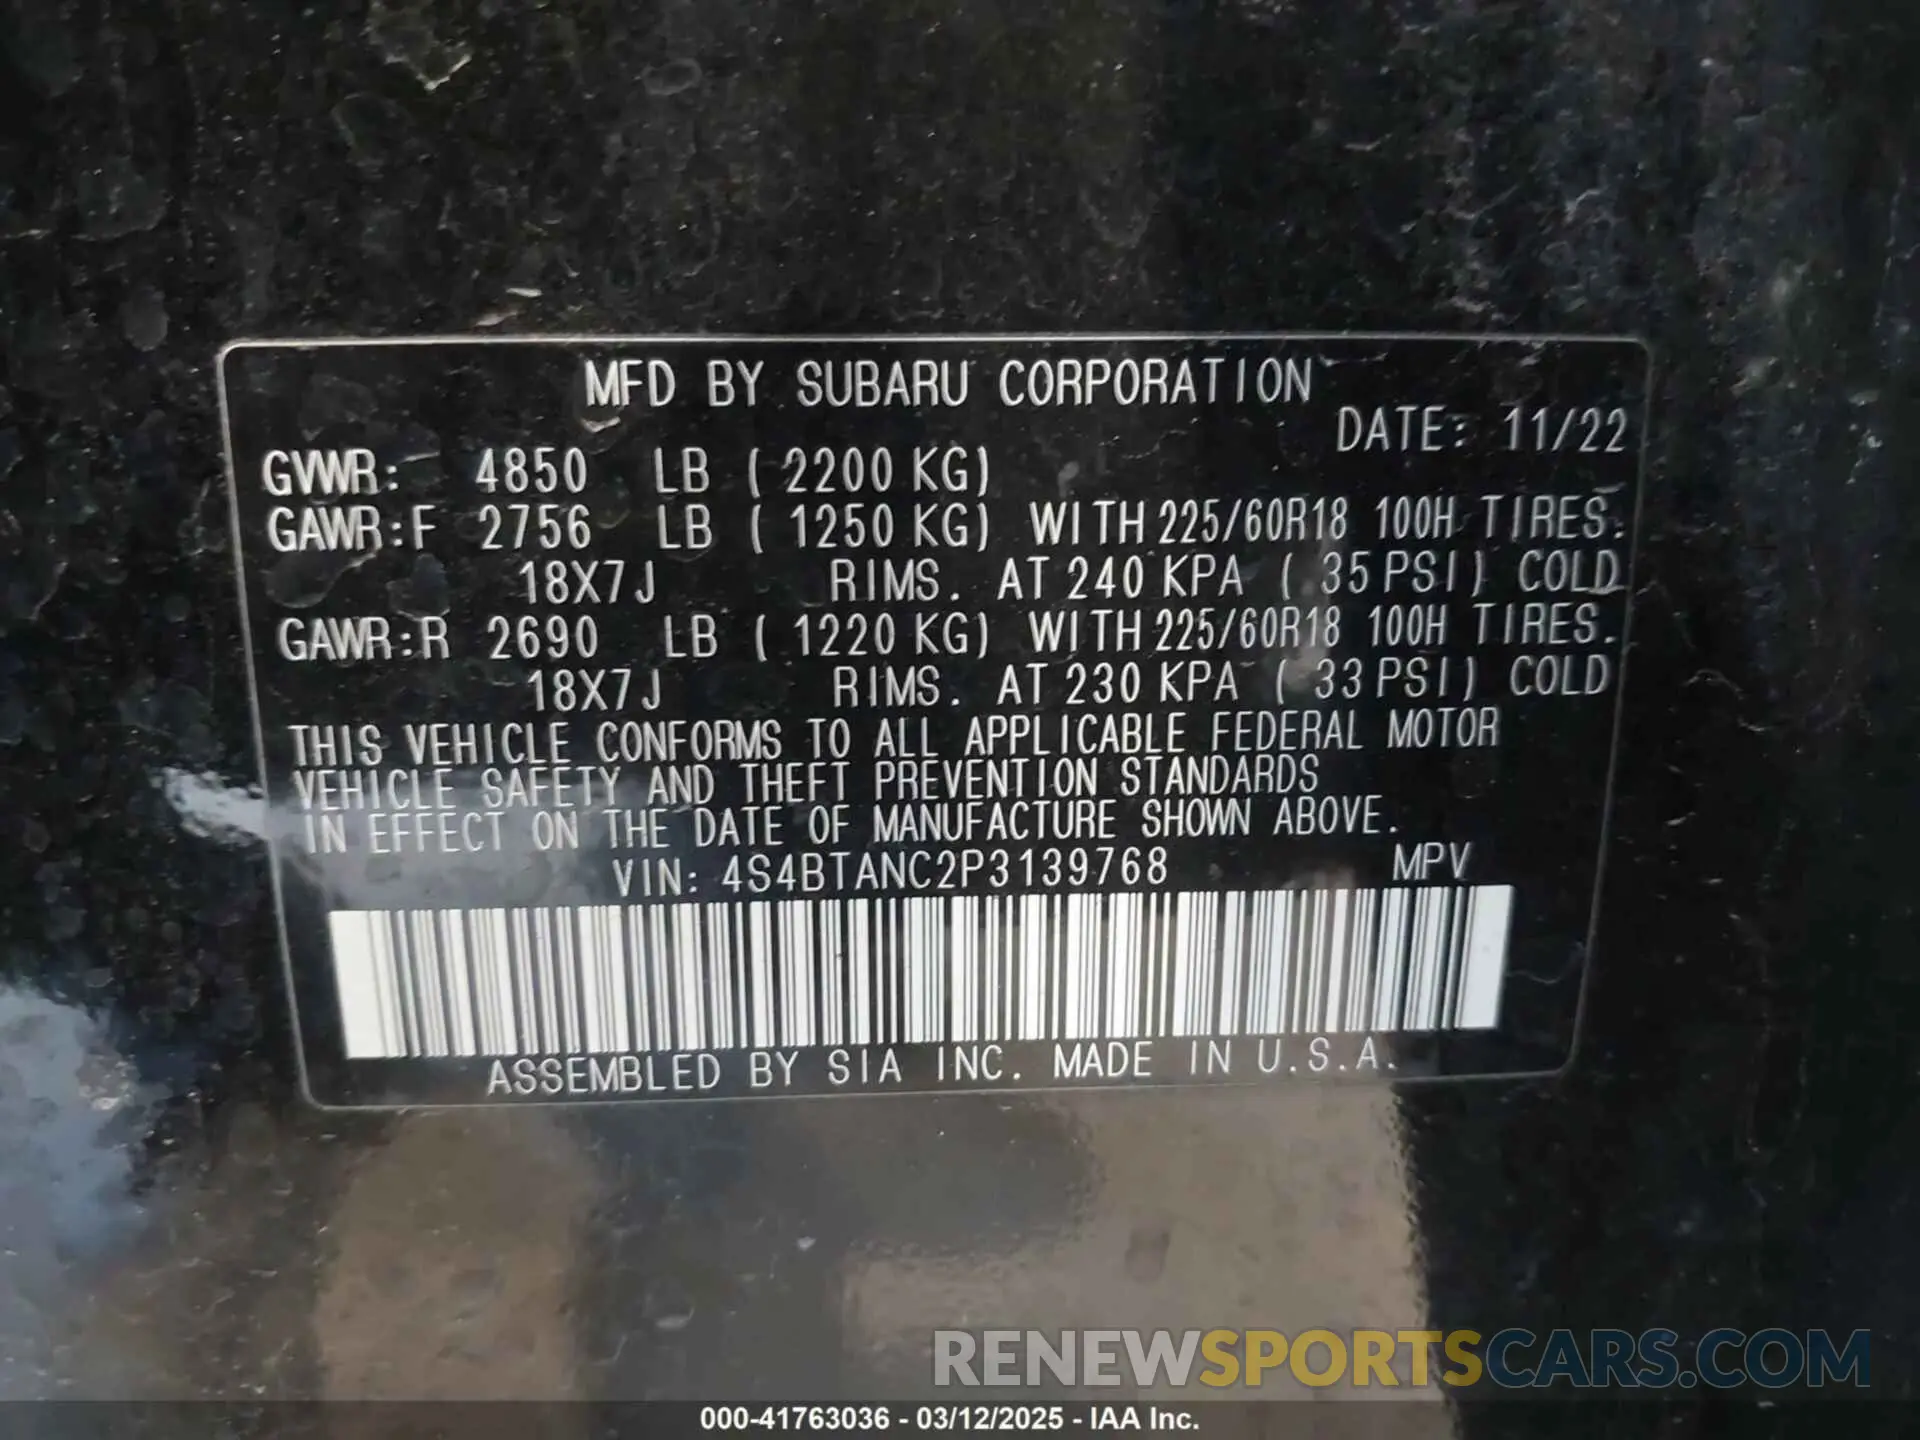 MFD BY SUBARU CORPORATION
DATE: 11/22
GVWR: 4850 LB ( 2200 KG)
GAWR:F 2756 LB ( 1250 KG) WITH 225/60R18 100H TIRES.
18X7J RIMS. AT 240 KPA ( 35 PSI) COLD
GAWR:R 2690 LB ( 1220 KG) WITH 225/60R18 100H TIRES.
18X7J RIMS. AT 230 KPA ( 33 PSI) COLD
THIS VEHICLE CONFORMS TO ALL APPLICABLE FEDERAL MOTOR
VEHICLE SAFETY AND THEFT PREVENTION STANDARDS
IN EFFECT ON THE DATE OF MANUFACTURE SHOWN ABOVE.
VIN: 4S4BTANC2P3139768 MPV
ASSEMBLED BY SIA INC. MADE IN U.S.A.
RENEWSPORTSCARS.COM
000-41763036 - 03/12/2025 - IAA Inc.